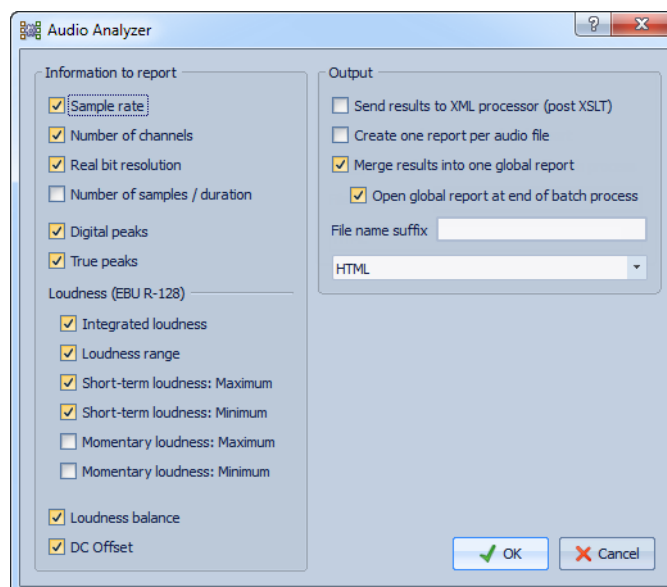 Audio Analyzer
Information to report
Sample rate
Number of channels
Real bit resolution
Number of samples / duration
Digital peaks
True peaks
Loudness (EBU R-128)
Integrated loudness
Loudness range
Short-term loudness: Maximum
Short-term loudness: Minimum
Momentary loudness: Maximum
Momentary loudness: Minimum
Loudness balance
DC Offset
Output
Send results to XML processor (post XSLT)
Create one report per audio file
Merge results into one global report
Open global report at end of batch process
File name suffix
HTML
OK
Cancel